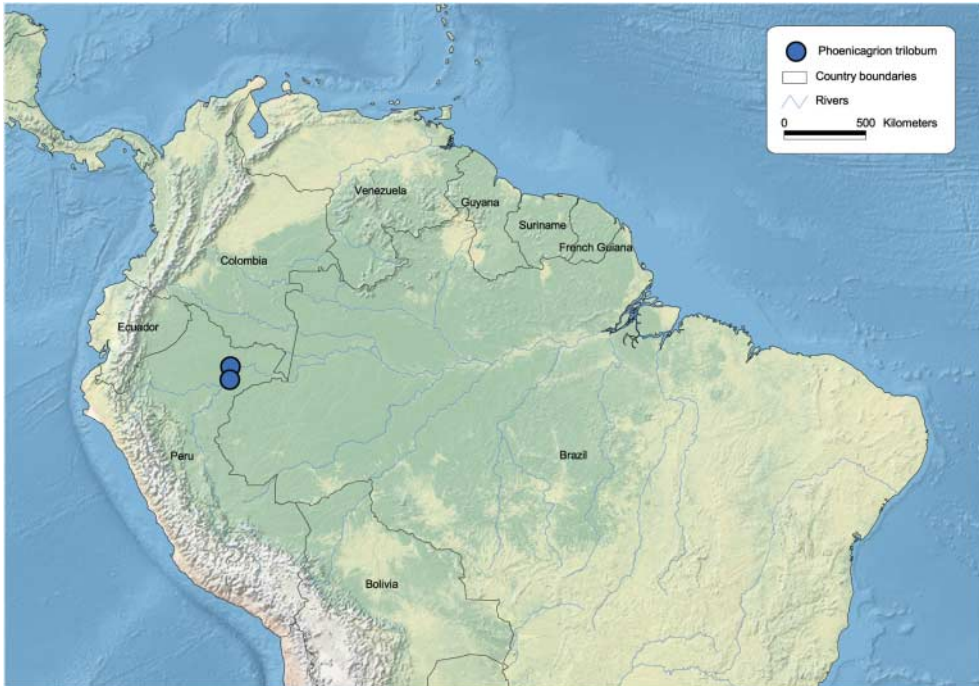 Phoenicagrion trilobum
Country boundaries
Rivers
0 500 Kilometers
Venezuela
Guyana
Suriname
French Guiana
Colombia
Ecuador
Peru
Brazil
Bolivia